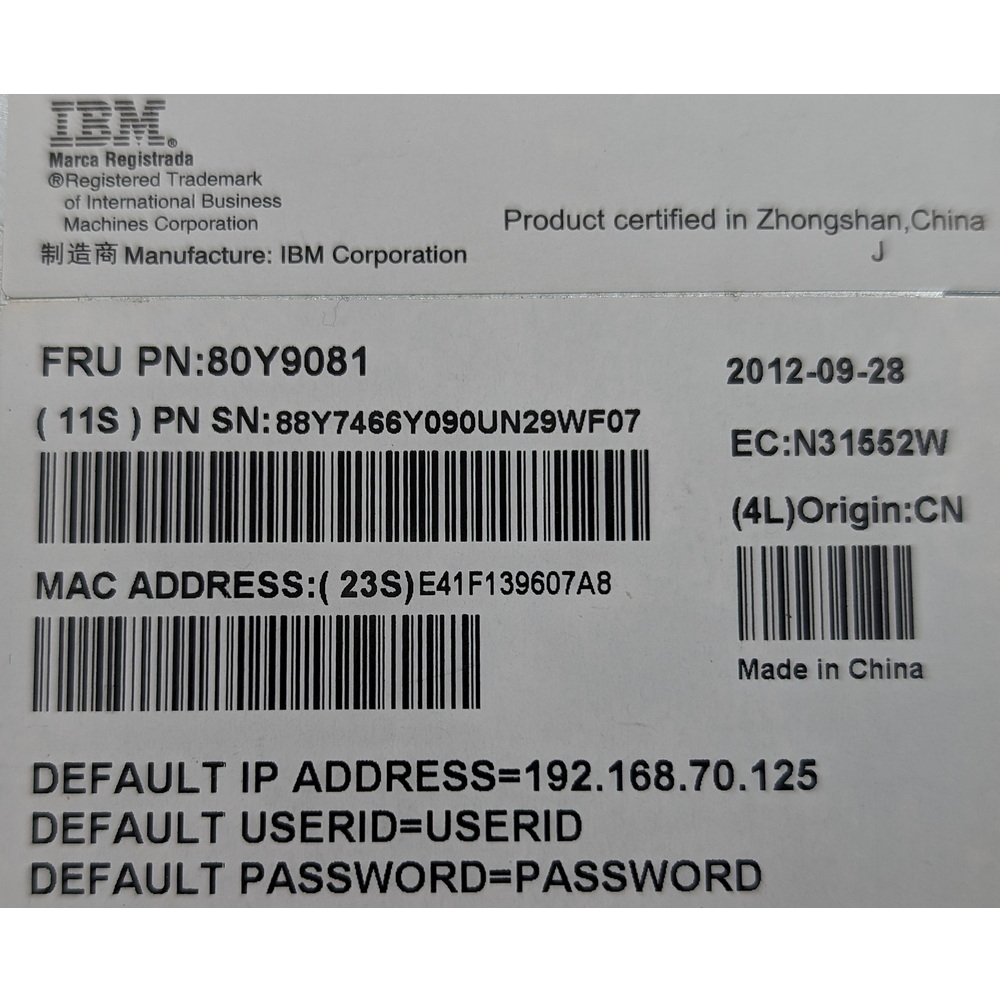 IBM®
Marca Registrada
®Registered Trademark
of International Business
Machines Corporation
制造商 Manufacture: IBM Corporation
Product certified in Zhongshan,China
J
FRU PN:80Y9081
( 11S ) PN SN:88Y7466Y090UN29WF07
MAC ADDRESS:( 23S)E41F139607A8
2012-09-28
EC:N31552W
(4L)Origin:CN
Made in China
DEFAULT IP ADDRESS=192.168.70.125
DEFAULT USERID=USERID
DEFAULT PASSWORD=PASSWORD